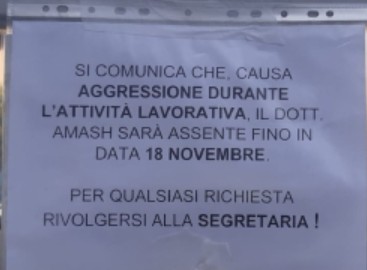 SI COMUNICA CHE, CAUSA
AGGRESSIONE DURANTE
L'ATTIVITÀ LAVORATIVA, IL DOTT.
AMASH SARÀ ASSENTE FINO IN
DATA 18 NOVEMBRE.
PER QUALSIASI RICHIESTA
RIVOLGERSI ALLA SEGRETARIA !